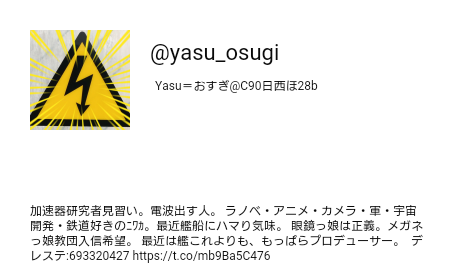 @yasu_osugi
Yasu＝おすぎ@C90日西ほ28b
加速器研究者見習い。電波出す人。 ラノベ・アニメ・カメラ・軍・宇宙
開発・鉄道好きのﾆﾜｶ。最近艦船にハマり気味。 眼鏡っ娘は正義。メガネ
っ娘教団入信希望。 最近は艦これよりも、もっぱらプロデューサー。 デ
レステ:693320427 https://t.co/mb9Ba5C476